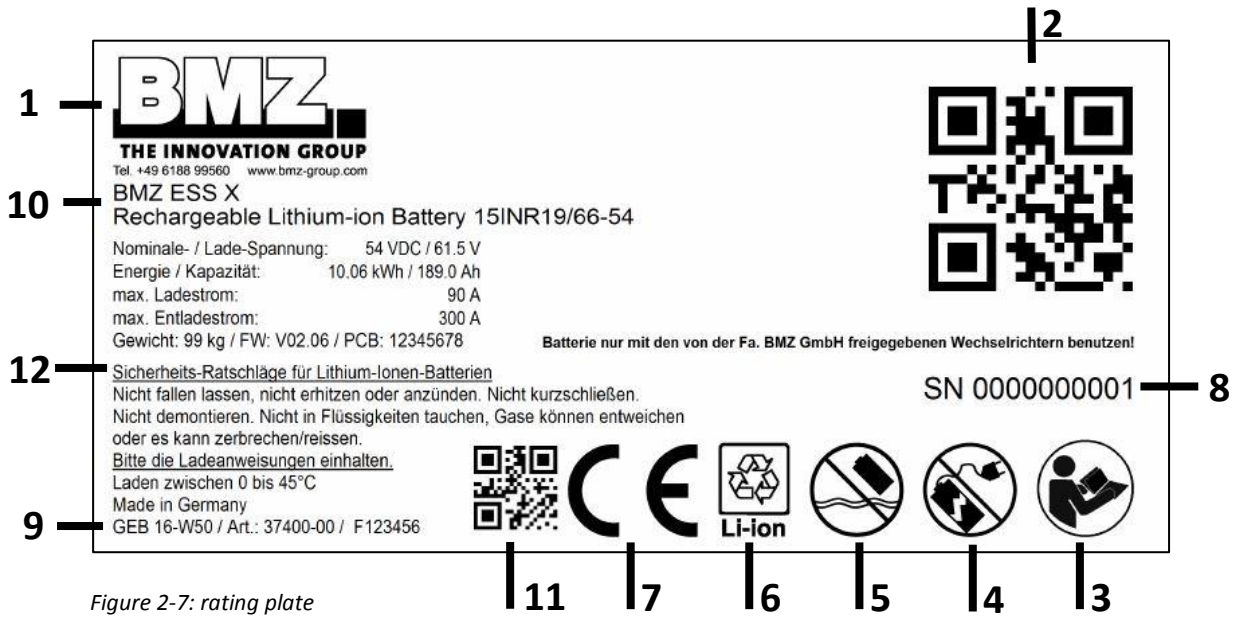 2
1
BMZ
THE INNOVATION GROUP
Tel. +49 6188 99560 www.bmz-group.com
10
BMZ ESS X
Rechargeable Lithium-ion Battery 15INR19/66-54
Nominale- / Lade-Spannung: 54 VDC / 61.5 V
Energie / Kapazität: 10.06 kWh / 189.0 Ah
max. Ladestrom: 90 A
max. Entladestrom: 300 A
Gewicht: 99 kg / FW: V02.06 / PCB: 12345678
Batterie nur mit den von der Fa. BMZ GmbH freigegebenen Wechselrichtern benutzen!
12
Sicherheits-Ratschläge für Lithium-Ionen-Batterien
SN 0000000001
8
Nicht fallen lassen, nicht erhitzen oder anzünden. Nicht kurzschließen.
Nicht demontieren. Nicht in Flüssigkeiten tauchen, Gase können entweichen
oder es kann zerbrechen/reissen.
Bitte die Ladeanweisungen einhalten.
Laden zwischen 0 bis 45°C
Made in Germany
9
GEB 16-W50 / Art.: 37400-00 / F123456
CE
Li-ion
11
7
6
5
4
3
Figure 2-7: rating plate